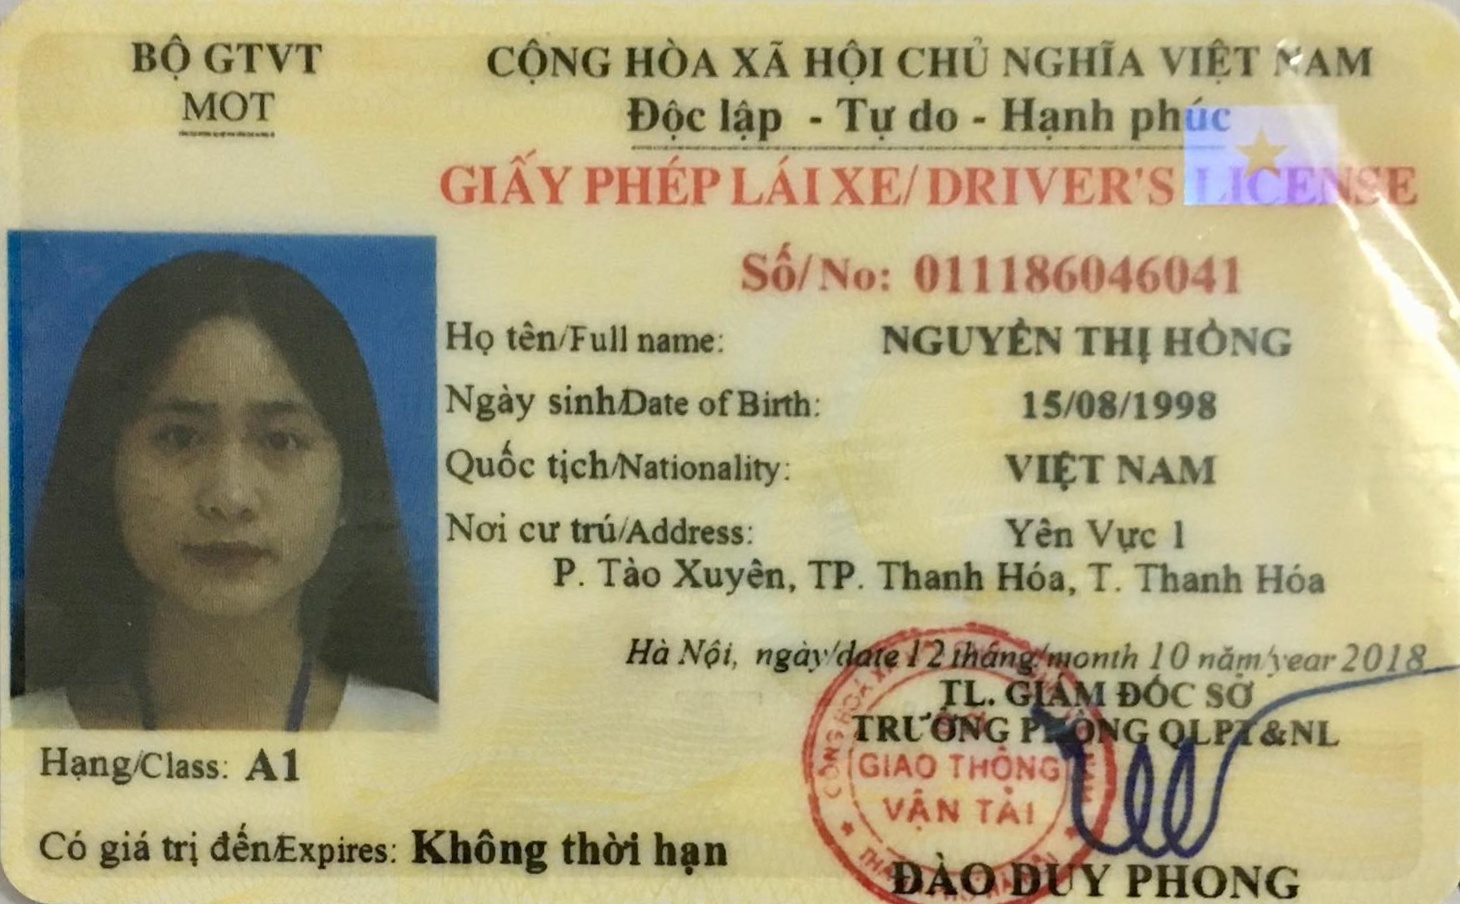 BỘ GTVT
MOT
CỘNG HÒA XÃ HỘI CHỦ NGHĨA VIỆT NAM
Độc lập - Tự do - Hạnh phúc
GIẤY PHÉP LÁI XE/ DRIVER'S LICENSE
Số/No: 011186046041
Họ tên/Full name: NGUYỄN THỊ HỒNG
Ngày sinh/Date of Birth: 15/08/1998
Quốc tịch/Nationality: VIỆT NAM
Nơi cư trú/Address: Yên Vực 1
P. Tào Xuyên, TP. Thanh Hóa, T. Thanh Hóa
Hà Nội, ngày/date 12 tháng/month 10 năm/year 2018
TL. GIÁM ĐỐC SỞ
TRƯỞNG PHÒNG QLPT&NL
GIAO THÔNG
VẬN TẢI
ĐÀO DUY PHONG
Hạng/Class: A1
Có giá trị đến/Expires: Không thời hạn